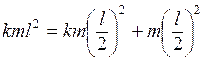 kml² = km(l/2)² + m(l/2)²